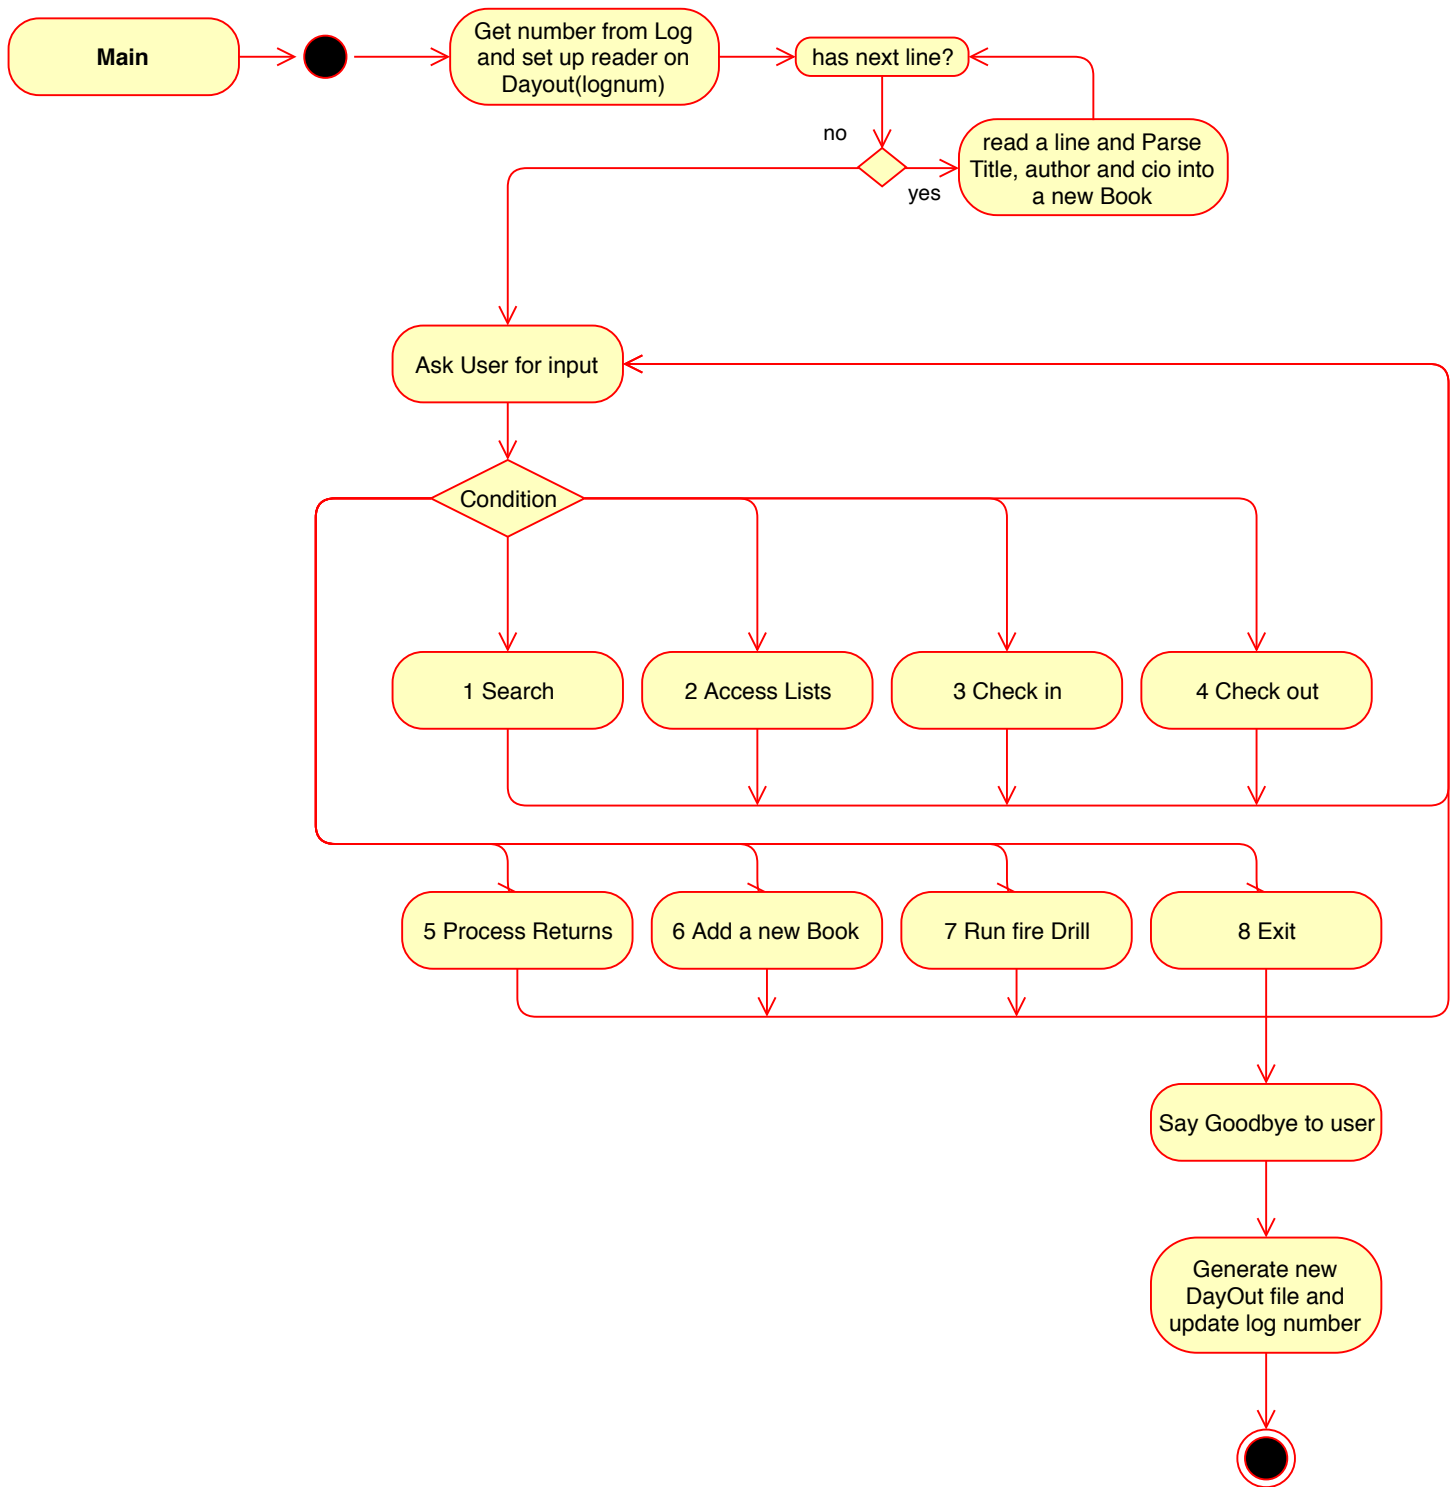 Main
Get number from Log
and set up reader on
Dayout(lognum)
has next line?
no
yes
read a line and Parse
Title, author and cio into
a new Book
Ask User for input
Condition
1 Search
2 Access Lists
3 Check in
4 Check out
5 Process Returns
6 Add a new Book
7 Run fire Drill
8 Exit
Say Goodbye to user
Generate new
DayOut file and
update log number